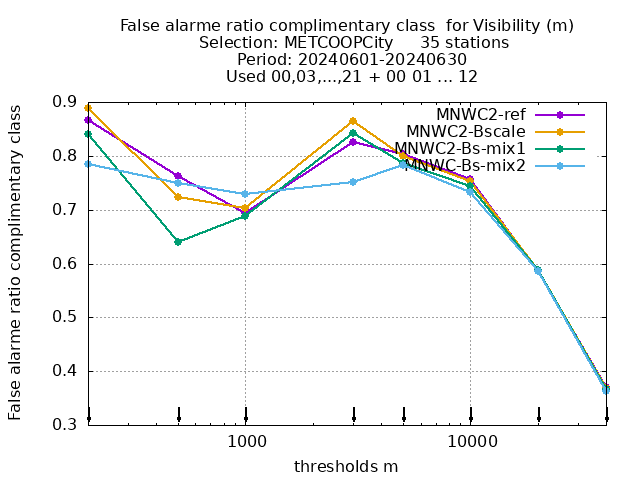 False alarme ratio complimentary class  for Visibility (m)
Selection: METCOOPCity     35 stations
Period: 20240601-20240630
Used 00,03,...,21 + 00 01 ... 12
False alarme ratio complimentary class
0.9
0.8
0.7
0.6
0.5
0.4
0.3
MNWC2-ref
MNWC2-Bscale
MNWC2-Bs-mix1
MNWC-Bs-mix2
1000
10000
thresholds m